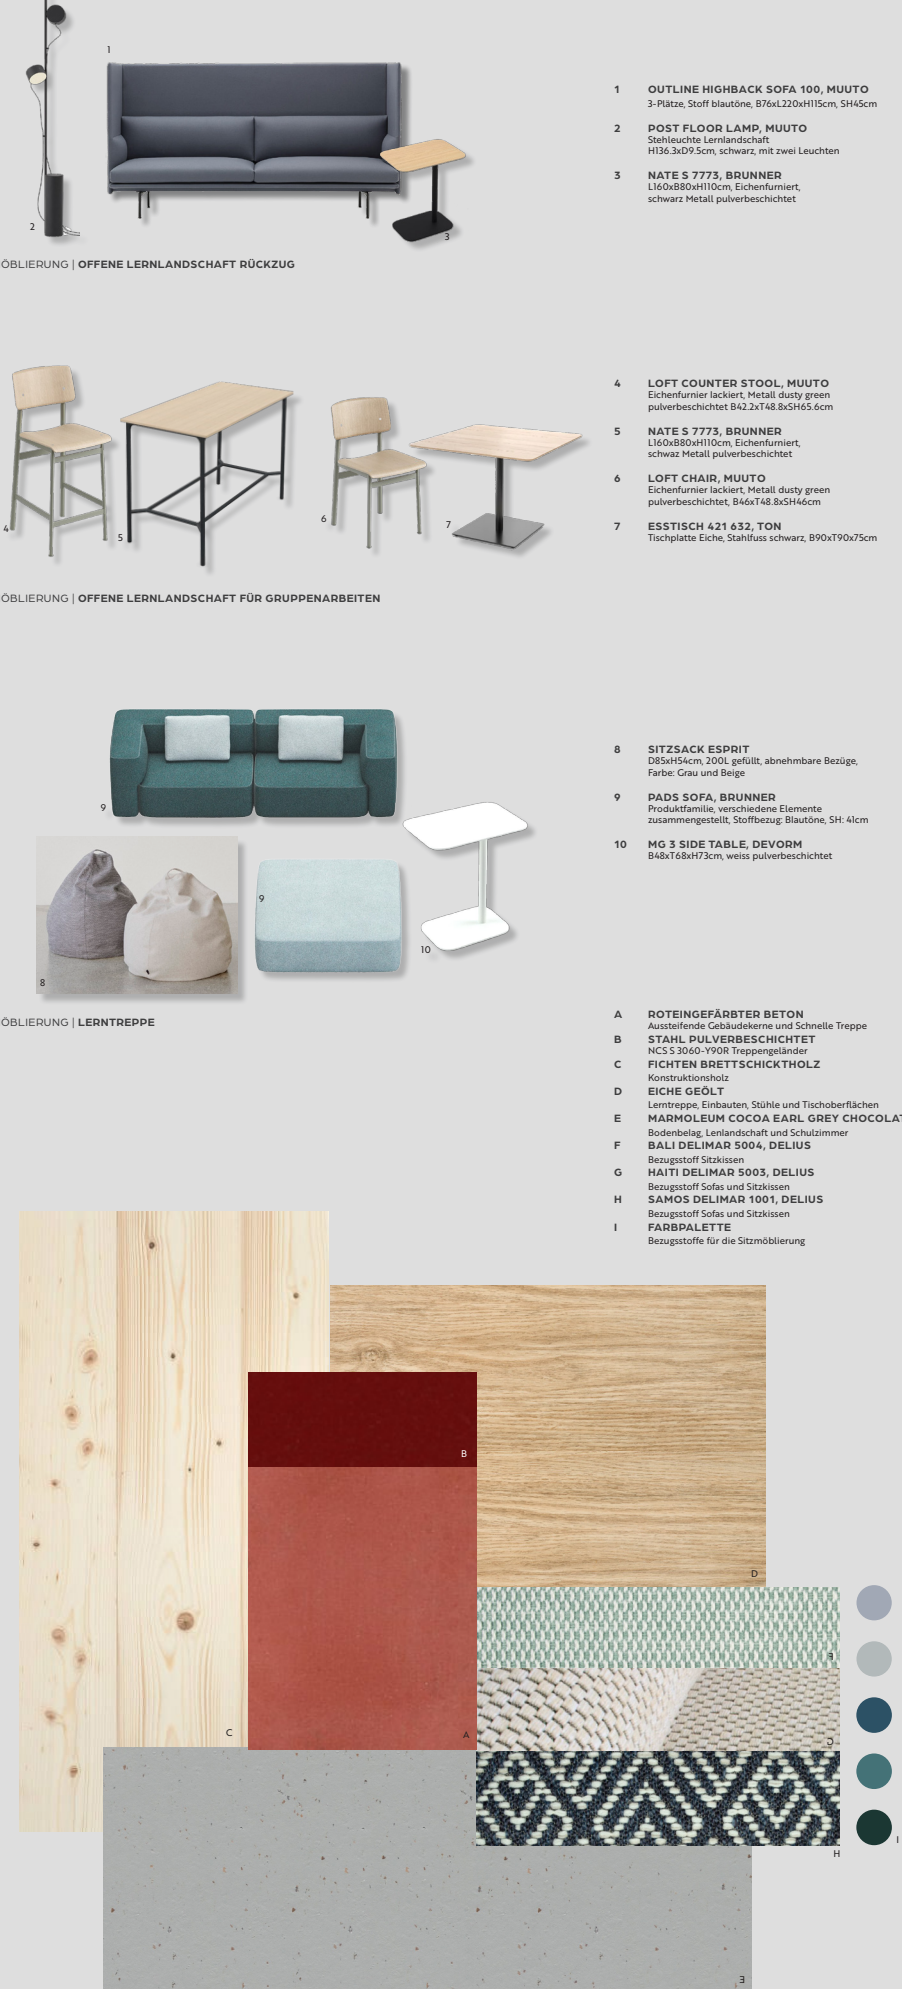 1
1 OUTLINE HIGHBACK SOFA 100, MUUTO
3-Plätze, Stoff blautöne, B76xL220xH115cm, SH45cm
2 POST FLOOR LAMP, MUUTO
Stehleuchte Lernlandschaft
H136.3xD9.5cm, schwarz, mit zwei Leuchten
3 NATE S 7773, BRUNNER
L160xB80xH110cm, Eichenfurniert,
schwarz Metall pulverbeschichtet
2
3
ÖBLIERUNG | OFFENE LERNLANDSCHAFT RÜCKZUG
4 LOFT COUNTER STOOL, MUUTO
Eichenfurnier lackiert, Metall dusty green
pulverbeschichtet B42.2xT48.8xSH65.6cm
5 NATE S 7773, BRUNNER
L160xB80xH110cm, Eichenfurniert,
schwaz Metall pulverbeschichtet
6 LOFT CHAIR, MUUTO
Eichenfurnier lackiert, Metall dusty green
pulverbeschichtet, B46xT48.8xSH46cm
7 ESSTISCH 421 632, TON
Tischplatte Eiche, Stahlfuss schwarz, B90xT90x75cm
4
5
6
7
ÖBLIERUNG | OFFENE LERNLANDSCHAFT FÜR GRUPPENARBEITEN
8 SITZSACK ESPRIT
D85xH54cm, 200L gefüllt, abnehmbare Bezüge,
Farbe: Grau und Beige
9 PADS SOFA, BRUNNER
Produktfamilie, verschiedene Elemente
zusammengestellt, Stoffbezug: Blautöne, SH: 41cm
10 MG 3 SIDE TABLE, DEVORM
B48xT68xH73cm, weiss pulverbeschichtet
9
9
10
8
ÖBLIERUNG | LERNTREPPE
A ROTEINGEFÄRBTER BETON
Aussteifende Gebäudekerne und Schnelle Treppe
B STAHL PULVERBESCHICHTET
NCS S 3060-Y90R Treppengeländer
C FICHTEN BRETTSCHICKTHOLZ
Konstruktionsholz
D EICHE GEÖLT
Lerntreppe, Einbauten, Stühle und Tischoberflächen
E MARMOLEUM COCOA EARL GREY CHOCOLAT
Bodenbelag, Lenlandschaft und Schulzimmer
F BALI DELIMAR 5004, DELIUS
Bezugsstoff Sitzkissen
G HAITI DELIMAR 5003, DELIUS
Bezugsstoff Sofas und Sitzkissen
H SAMOS DELIMAR 1001, DELIUS
Bezugsstoff Sofas und Sitzkissen
I FARBPALETTE
Bezugsstoffe für die Sitzmöblierung
B
D
C
A
H
I
E